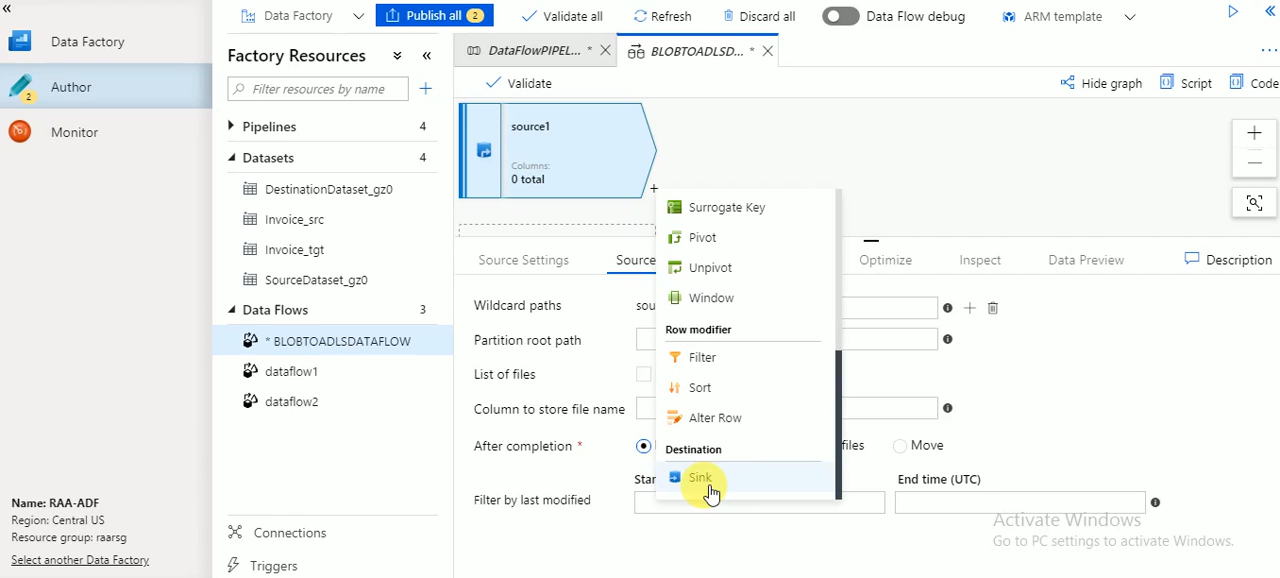 «
Data Factory
Publish all 2
Validate all
Refresh
Discard all
Data Flow debug
ARM template
«
Data Factory
Author
2
Monitor
Factory Resources
«
Filter resources by name
+
Pipelines 4
Datasets 4
DestinationDataset_gz0
Invoice_src
Invoice_tgt
SourceDataset_gz0
Data Flows 3
* BLOBTOADLSDATAFLOW
dataflow1
dataflow2
Connections
Triggers
DataFlowPIPEL... *
BLOBTOADLSD... *
...
Validate
Hide graph
Script
Code
source1
Columns:
0 total
+
Surrogate Key
Pivot
Unpivot
Window
Row modifier
Filter
Sort
Alter Row
Destination
Sink
Source Settings
Source
Optimize
Inspect
Data Preview
Description
Wildcard paths
sou
Partition root path
List of files
Column to store file name
After completion *
files
Move
Star
End time (UTC)
Filter by last modified
Activate Windows
Go to PC settings to activate Windows.
Name: RAA-ADF
Region: Central US
Resource group: raarsg
Select another Data Factory